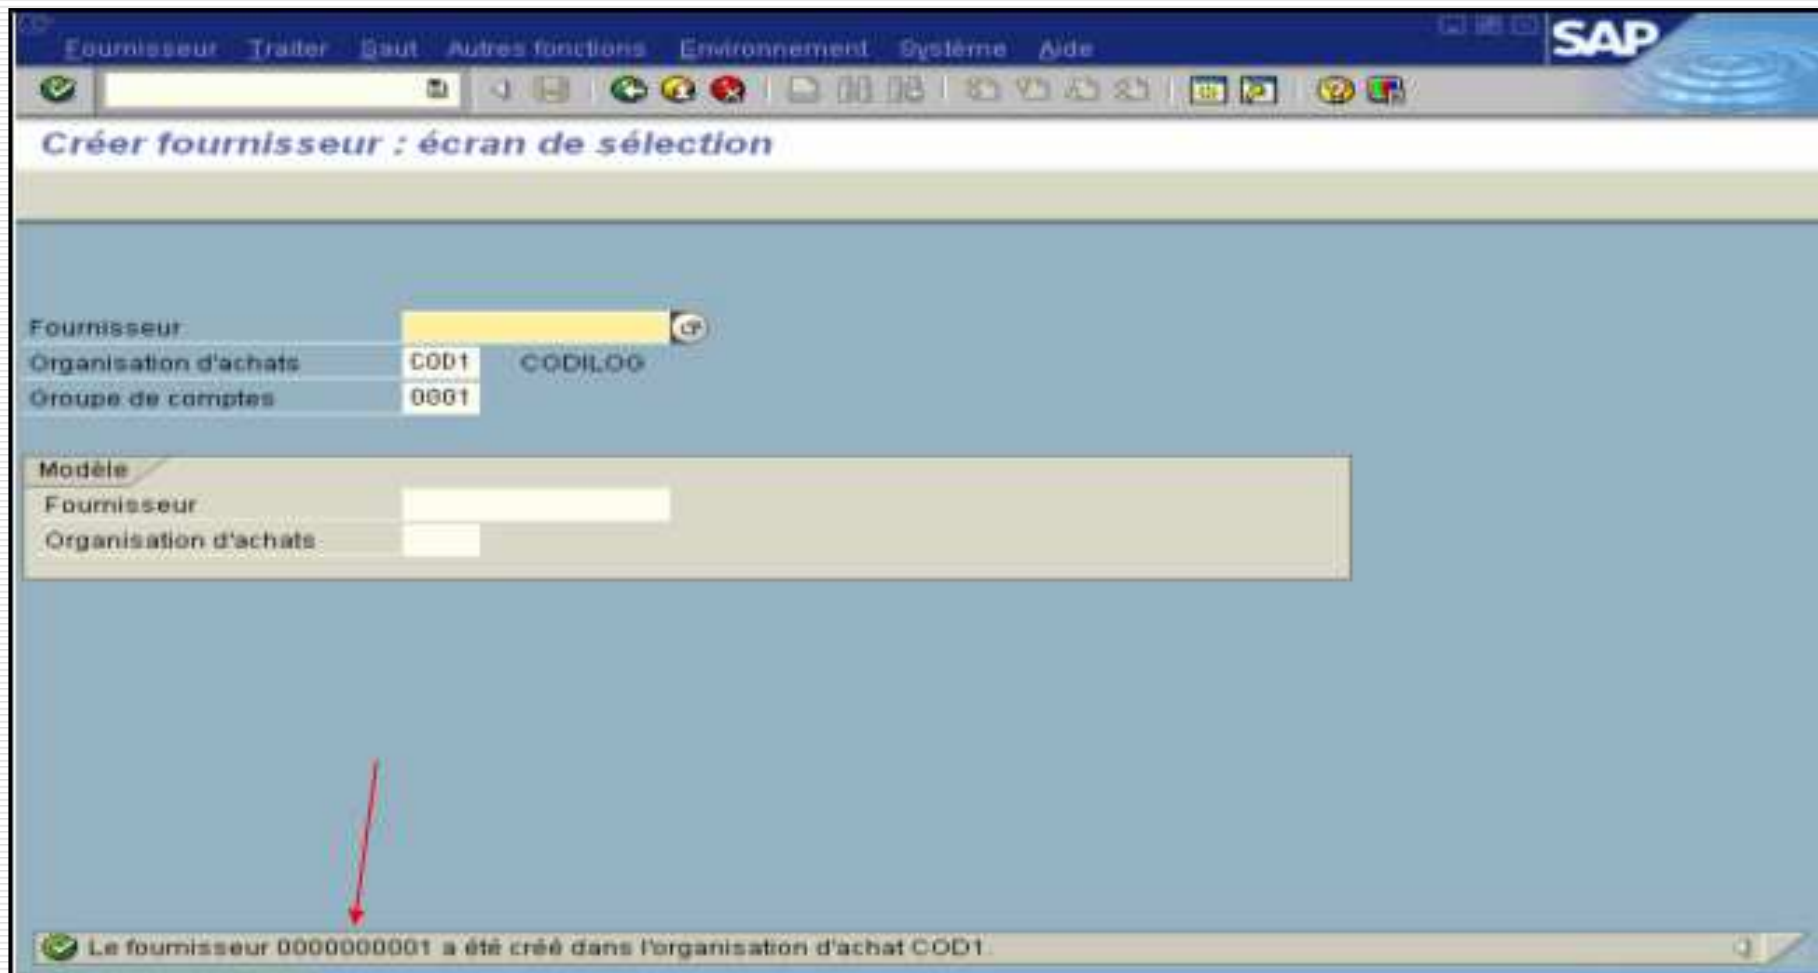 Fournisseur Traiter Saut Autres fonctions Environnement Système Aide
SAP
Créer fournisseur : écran de sélection
Fournisseur
Organisation d'achats COD1 CODILOG
Groupe de comptes 0001
Modèle
Fournisseur
Organisation d'achats
Le fournisseur 0000000001 a été créé dans l'organisation d'achat COD1.